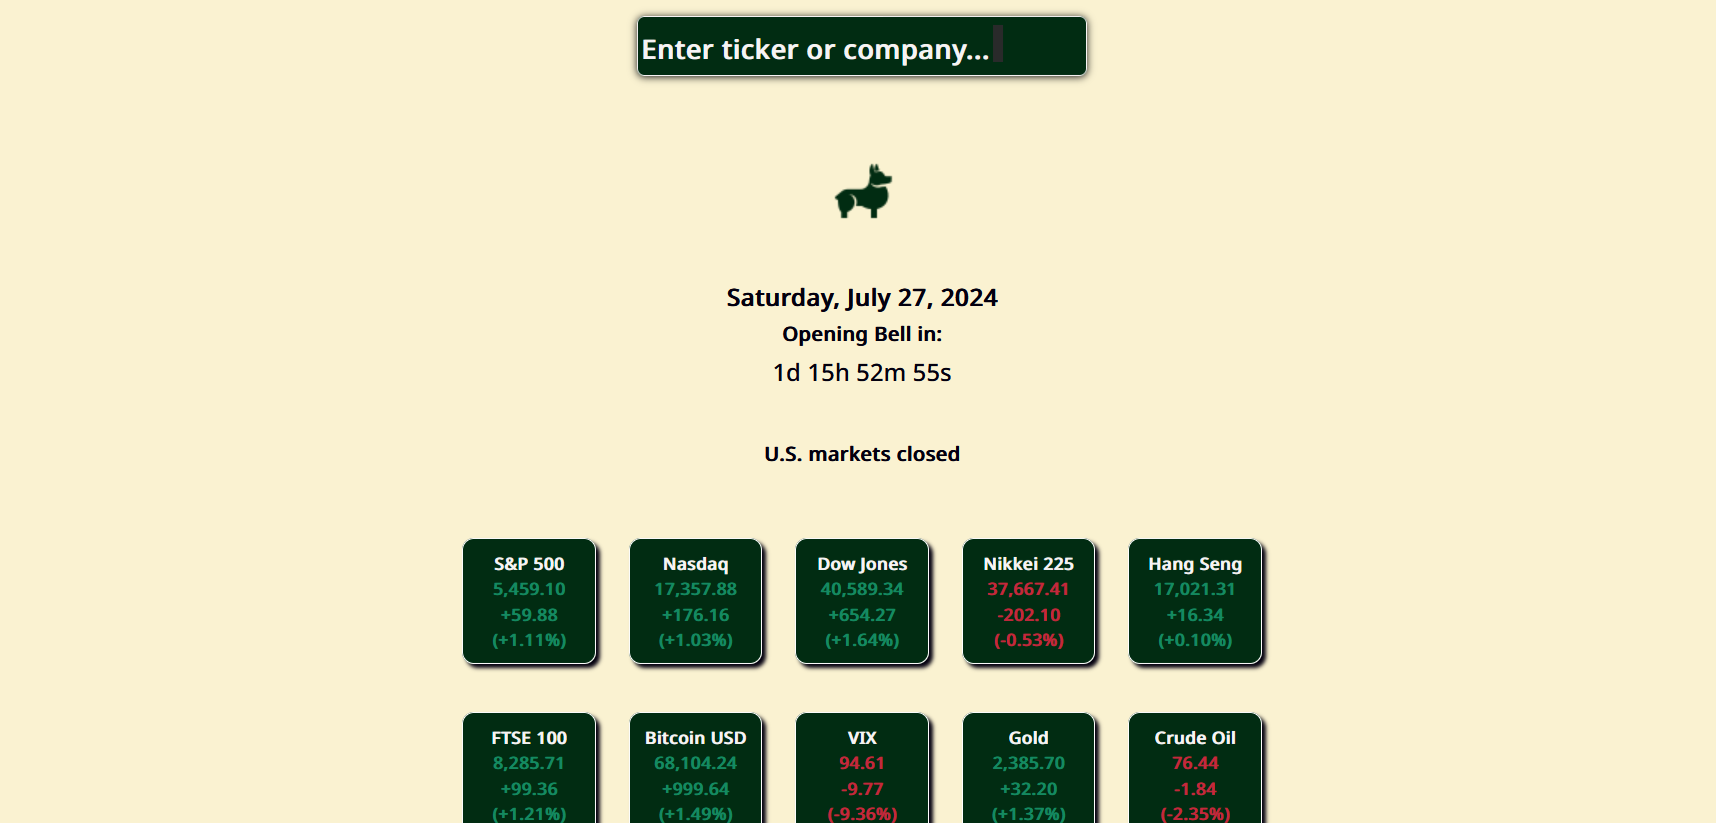 Enter ticker or company...
Saturday, July 27, 2024
Opening Bell in:
1d 15h 52m 55s
U.S. markets closed
S&P 500
5,459.10
+59.88
(+1.11%)
Nasdaq
17,357.88
+176.16
(+1.03%)
Dow Jones
40,589.34
+654.27
(+1.64%)
Nikkei 225
37,667.41
-202.10
(-0.53%)
Hang Seng
17,021.31
+16.34
(+0.10%)
FTSE 100
8,285.71
+99.36
(+1.21%)
Bitcoin USD
68,104.24
+999.64
(+1.49%)
VIX
94.61
-9.77
(-9.36%)
Gold
2,385.70
+32.20
(+1.37%)
Crude Oil
76.44
-1.84
(-2.35%)